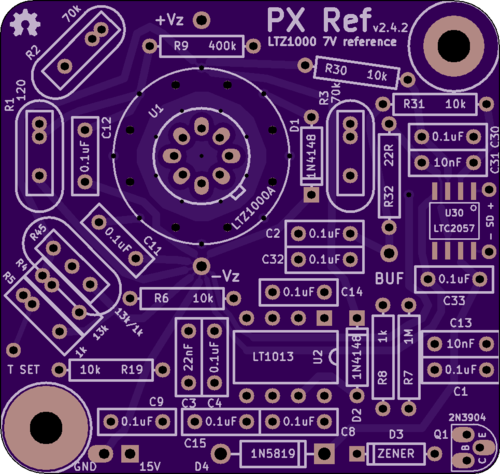 70k
R2
+Vz
PX Ref v2.4.2
LTZ1000 7V reference
R9 400k
R30 10k
R1
120
C12
0.1uF
U1
D1
1N4148
R3
70k
R31 10k
22R
R32
0.1uF
C30
10nF
C31
LTZ1000A
C2 0.1uF
C32 0.1uF
U30
LTC2057
- SD +
C11
0.1uF
-Vz
BUF
R45
R4
R5
13k/1k
13k
1k
R6 10k
0.1uF C14
0.1uF
C33
T SET
10k R19
22nF
C3
0.1uF
C4
LT1013 U2
1N4148
D2
1k
R8
1M
R7
C13
10nF
0.1uF
C1
C9
0.1uF
C15
0.1uF
0.1uF
C8
2N3904
Q1
B
E
C
GND
15V
D4
1N5819
D3
ZENER